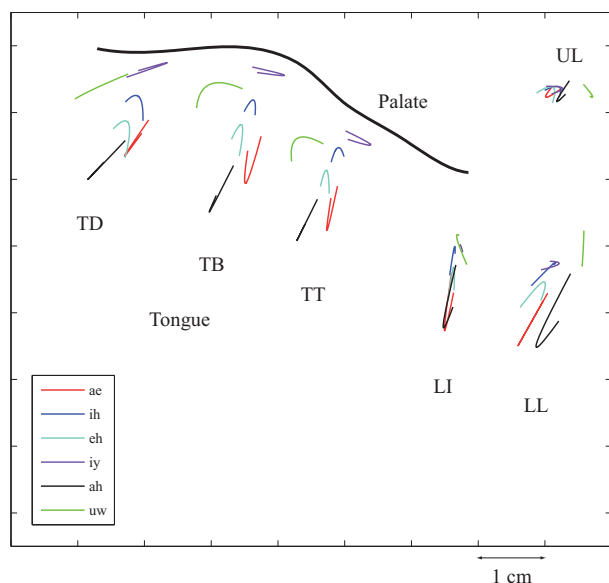 UL
Palate
TD
TB
TT
Tongue
LI
LL
ae
ih
eh
iy
ah
uw
1 cm